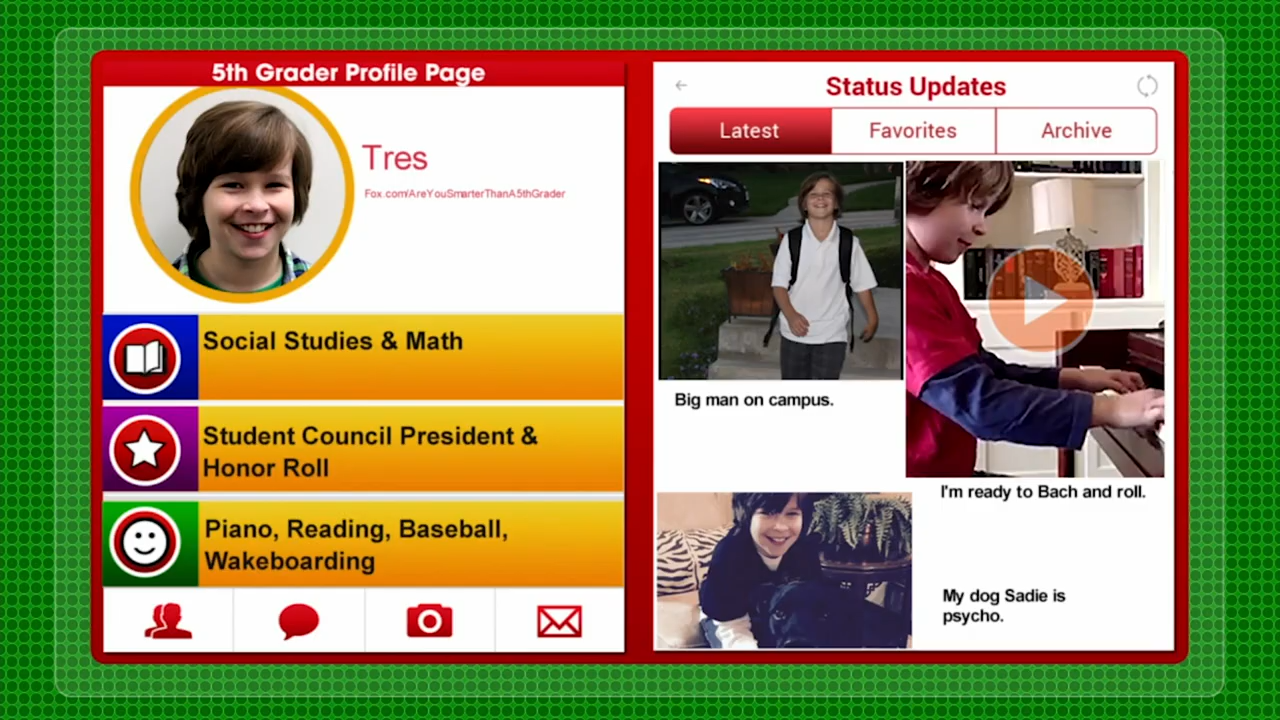 5th Grader Profile Page
Tres
Fox.com/AreYouSmarterThanA5thGrader
Social Studies & Math
Student Council President &
Honor Roll
Piano, Reading, Baseball,
Wakeboarding
Status Updates
Latest
Favorites
Archive
Big man on campus.
I'm ready to Bach and roll.
My dog Sadie is
psycho.